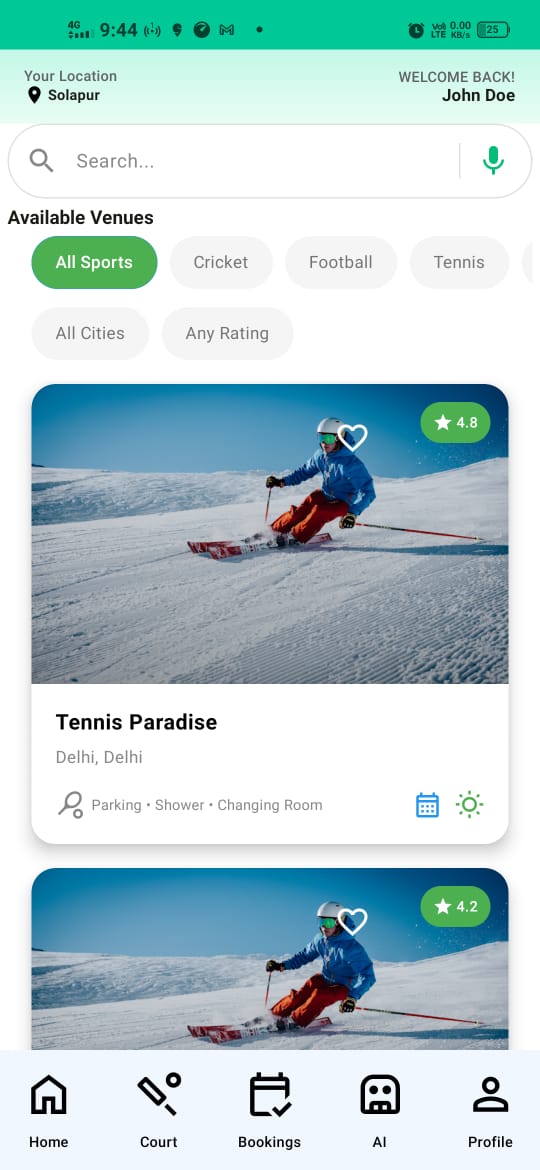 4G 9:44 Vo) LTE 0.00 KB/s 25
Your Location WELCOME BACK!
Solapur John Doe
Search...
Available Venues
All Sports Cricket Football Tennis
All Cities Any Rating
4.8
Tennis Paradise
Delhi, Delhi
Parking • Shower • Changing Room
4.2
Home Court Bookings AI Profile